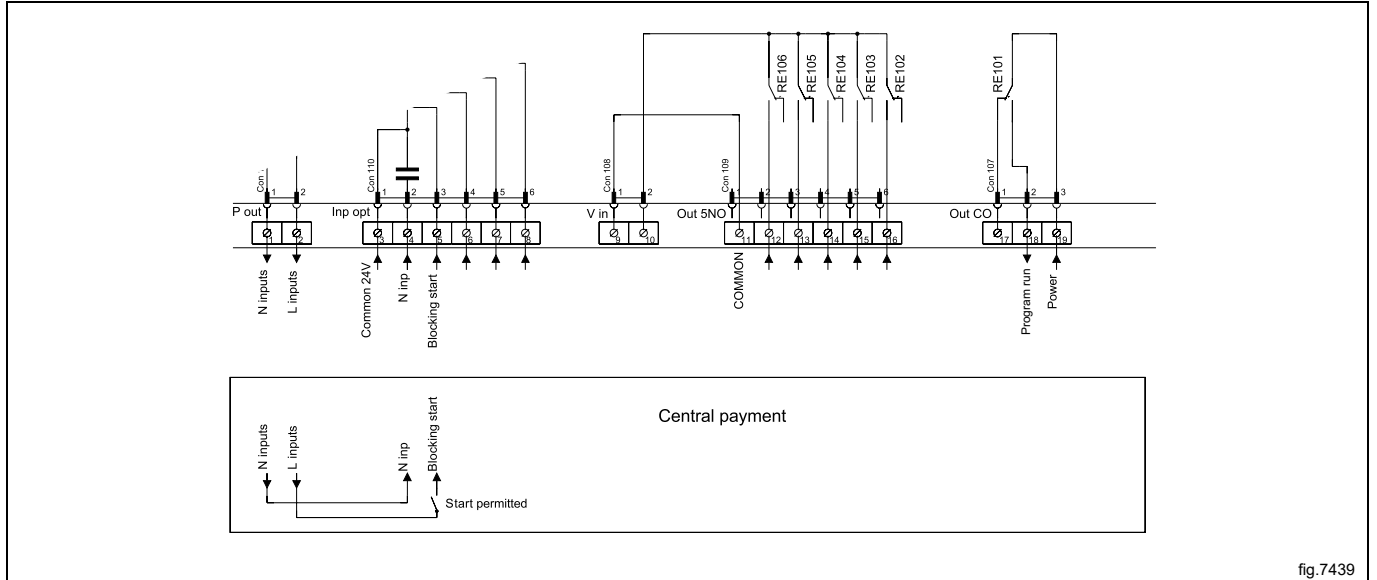 RE106
RE105
RE104
RE103
RE102
RE101
Con 110
Con 108
Con 109
Con 107
1 2
1 2 3 4 5 6
1 2
1 2 3 4 5 6
1 2 3
P out
Inp opt
V in
Out 5NO
Out CO
1 2 3 4 5 6 7 8 9 10 11 12 13 14 15 16 17 18 19
N inputs
L inputs
Common 24V
N inp
Blocking start
COMMON
Program run
Power
Central payment
N inputs
L inputs
N inp
Blocking start
Start permitted
fig.7439